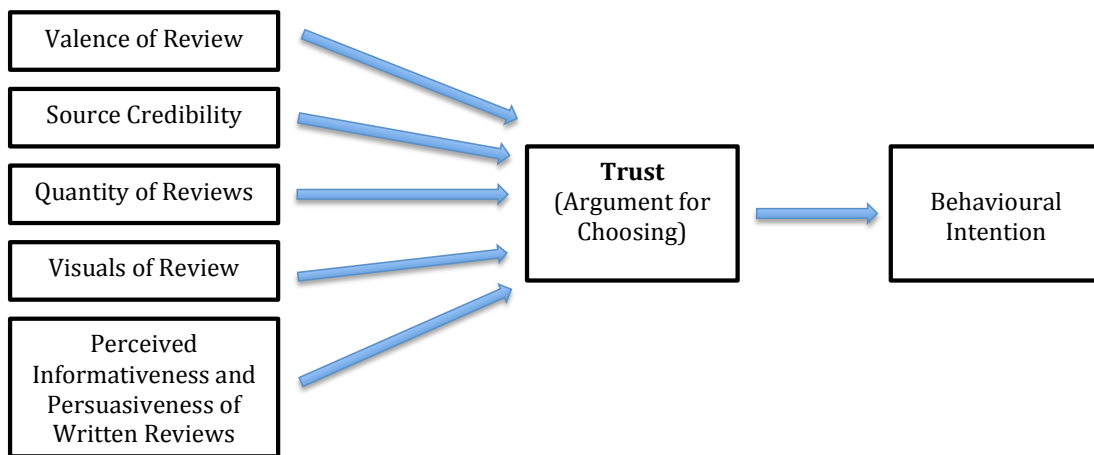 Valence of Review
Source Credibility
Quantity of Reviews
Visuals of Review
Perceived
Informativeness and
Persuasiveness of
Written Reviews
Trust
(Argument for
Choosing)
Behavioural
Intention